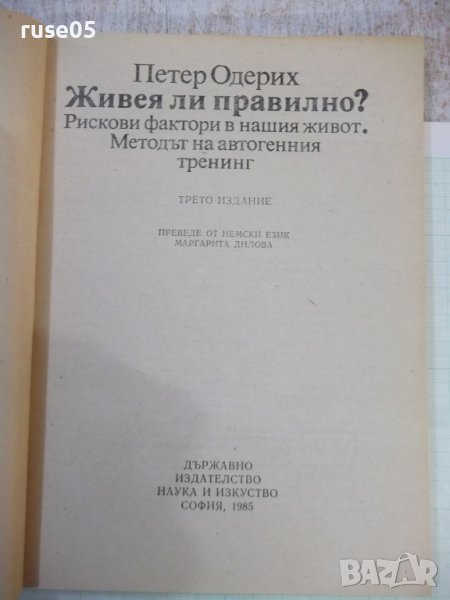 ruse05
Петер Одерих
Живея ли правилно?
Рискови фактори в нашия живот.
Методът на автогенния
тренинг
ТРЕТО ИЗДАНИЕ
ПРЕВЕДЕ ОТ НЕМСКИ ЕЗИК
МАРГАРИТА ДИЛОВА
ДЪРЖАВНО
ИЗДАТЕЛСТВО
НАУКА И ИЗКУСТВО
СОФИЯ, 1985
BAZAR